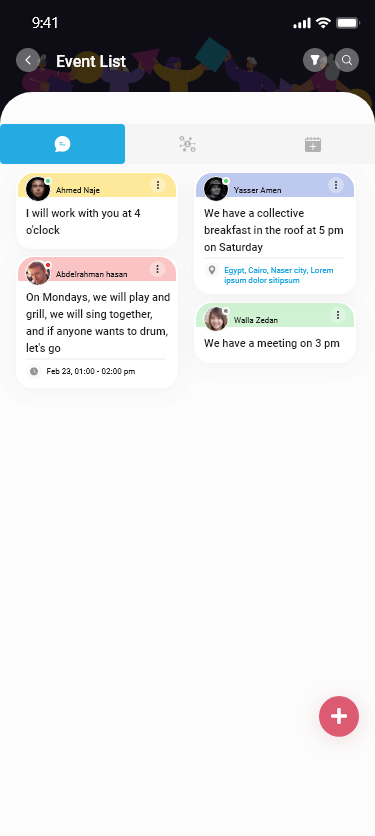 9:41
Event List
Ahmed Naje
I will work with you at 4
o'clock
Abdelrahman hasan
On Mondays, we will play and
grill, we will sing together,
and if anyone wants to drum,
let's go
Feb 23, 01:00 - 02:00 pm
Yasser Amen
We have a collective
breakfast in the roof at 5 pm
on Saturday
Egypt, Cairo, Naser city, Lorem
ipsum dolor sitipsum
Walla Zedan
We have a meeting on 3 pm